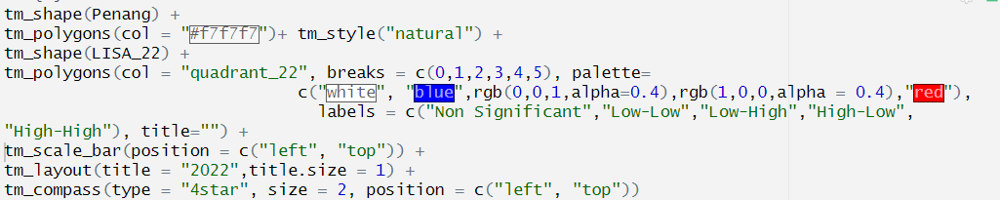 tm_shape(Penang) +
tm_polygons(col = "#f7f7f7")+ tm_style("natural") +
tm_shape(LISA_22) +
tm_polygons(col = "quadrant_22", breaks = c(0,1,2,3,4,5), palette=
c("white", "blue",rgb(0,0,1,alpha=0.4),rgb(1,0,0,alpha = 0.4),"red"),
labels = c("Non Significant","Low-Low","Low-High","High-Low",
"High-High"), title="") +
tm_scale_bar(position = c("left", "top")) +
tm_layout(title = "2022",title.size = 1) +
tm_compass(type = "4star", size = 2, position = c("left", "top"))